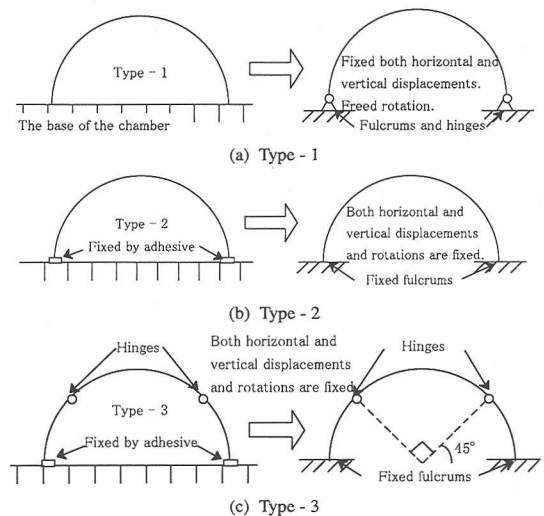 Type - 1
The base of the chamber
Fixed both horizontal and
vertical displacements.
Freed rotation.
Fulcrums and hinges
(a) Type - 1
Type - 2
Fixed by adhesive
Both horizontal and
vertical displacements
and rotations are fixed.
Fixed fulcrums
(b) Type - 2
Hinges
Type - 3
Fixed by adhesive
Both horizontal and
vertical displacements
and rotations are fixed
Hinges
45°
Fixed fulcrums
(c) Type - 3